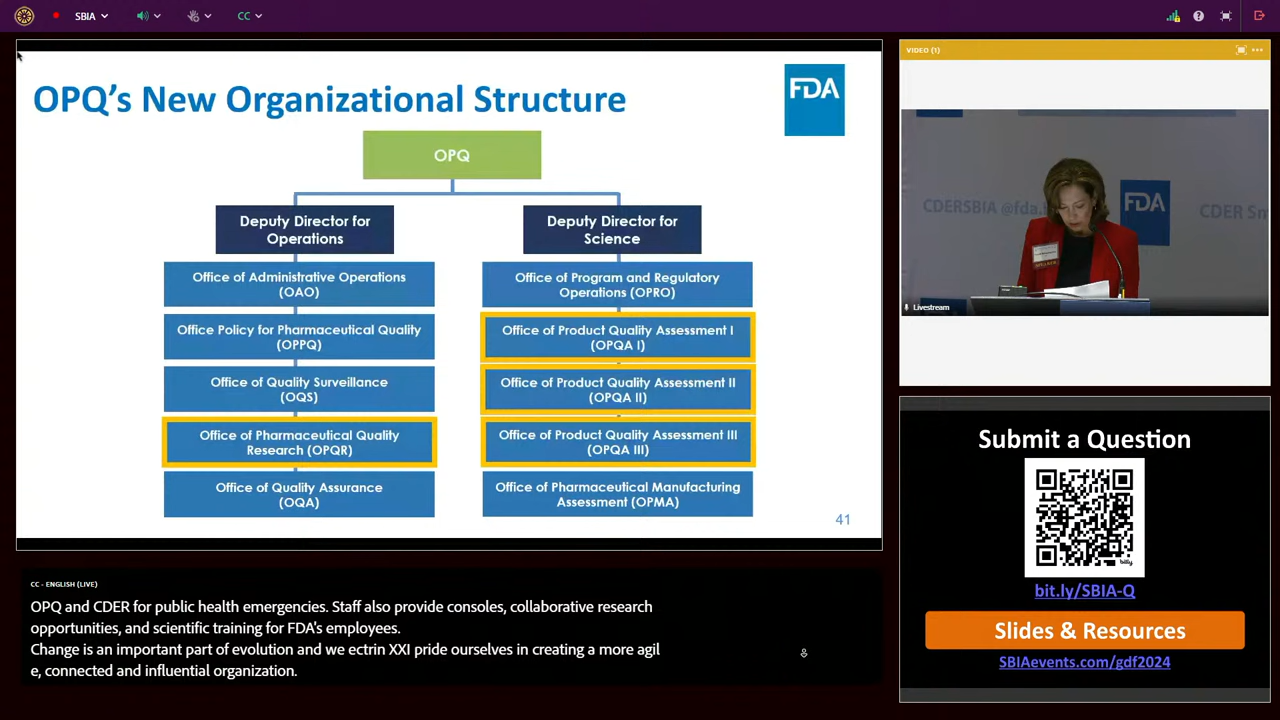 SBIA
CC
OPQ's New Organizational Structure
FDA
OPQ
Deputy Director for
Operations
Deputy Director for
Science
Office of Administrative Operations
(OAO)
Office Policy for Pharmaceutical Quality
(OPPQ)
Office of Quality Surveillance
(OQS)
Office of Pharmaceutical Quality
Research (OPQR)
Office of Quality Assurance
(OQA)
Office of Program and Regulatory
Operations (OPRO)
Office of Product Quality Assessment I
(OPQA I)
Office of Product Quality Assessment II
(OPQA II)
Office of Product Quality Assessment III
(OPQA III)
Office of Pharmaceutical Manufacturing
Assessment (OPMA)
41
CC - ENGLISH (LIVE)
OPQ and CDER for public health emergencies. Staff also provide consoles, collaborative research
opportunities, and scientific training for FDA's employees.
Change is an important part of evolution and we ectrin XXI pride ourselves in creating a more agil
e, connected and influential organization.
VIDEO (1)
CDERSBIA @fda.
FDA
CDER Sm
Livestream
Submit a Question
bitly
bit.ly/SBIA-Q
Slides & Resources
SBIAevents.com/gdf2024